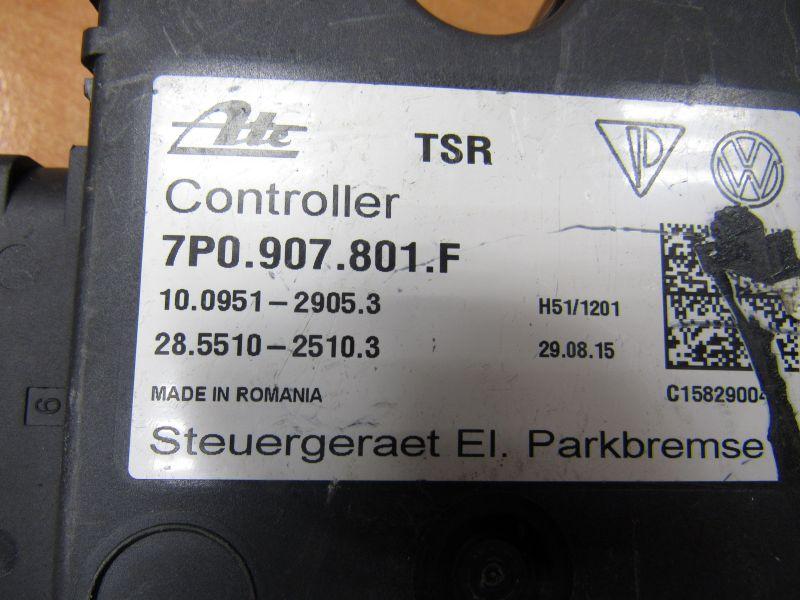 Ate TSR
Controller
7P0.907.801.F
10.0951-2905.3 H51/1201
28.5510-2510.3 29.08.15
MADE IN ROMANIA
Steuergeraet El. Parkbremse
6